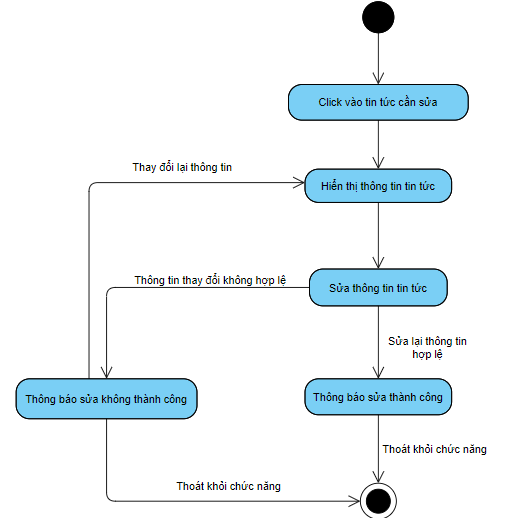 Click vào tin tức cần sửa
Thay đổi lại thông tin
Hiển thị thông tin tin tức
Thông tin thay đổi không hợp lệ
Sửa thông tin tin tức
Sửa lại thông tin
hợp lệ
Thông báo sửa không thành công
Thông báo sửa thành công
Thoát khỏi chức năng
Thoát khỏi chức năng